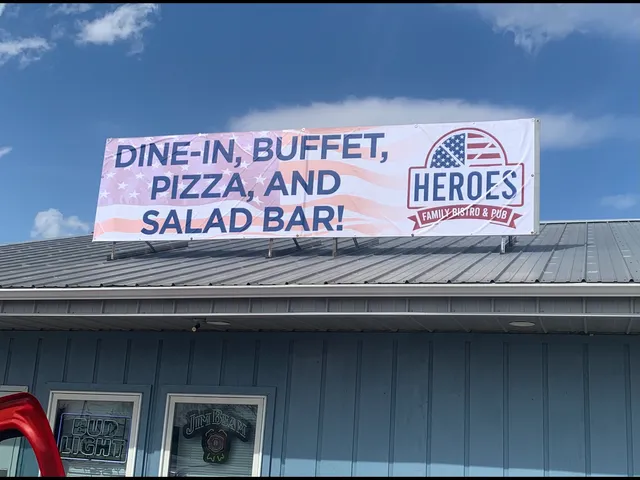 DINE-IN, BUFFET,
PIZZA, AND
SALAD BAR!
HEROES
FAMILY BISTRO & PUB
BUD
LIGHT
JIM BEAM